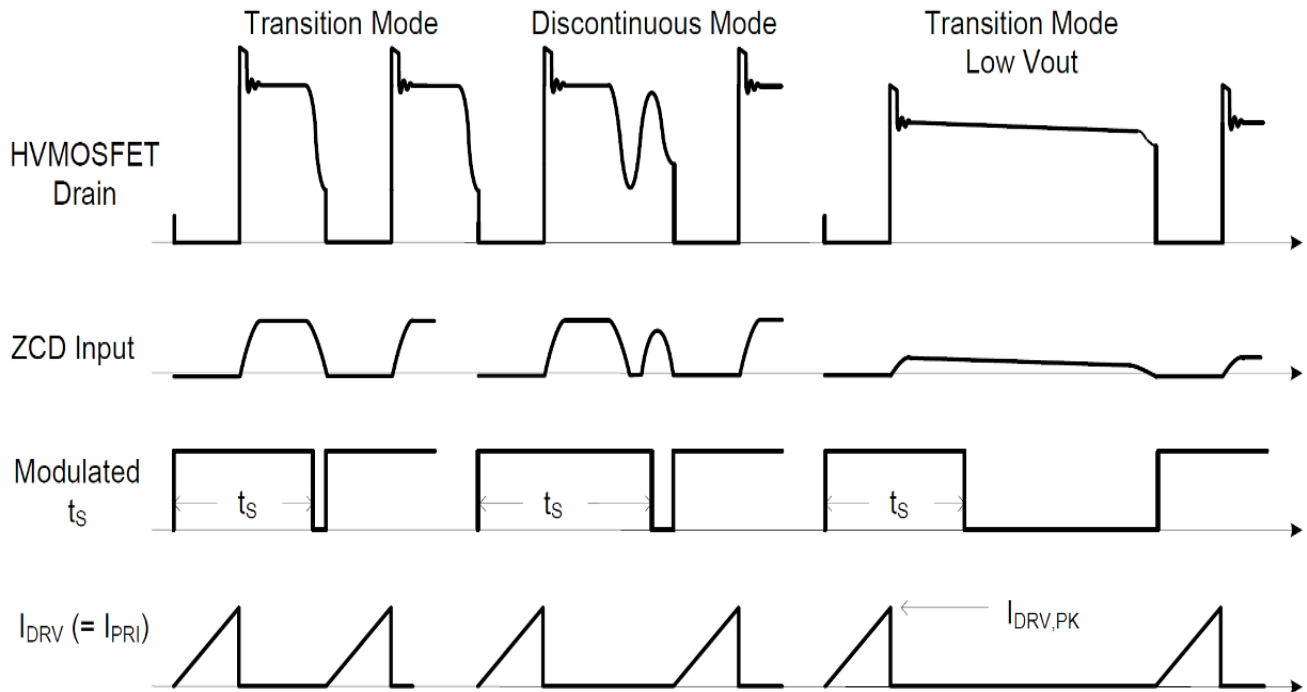 Transition Mode
Discontinuous Mode
Transition Mode
Low Vout
HVMOSFET
Drain
ZCD Input
Modulated
tS
tS
tS
tS
IDRV (= IPRI)
IDRV,PK